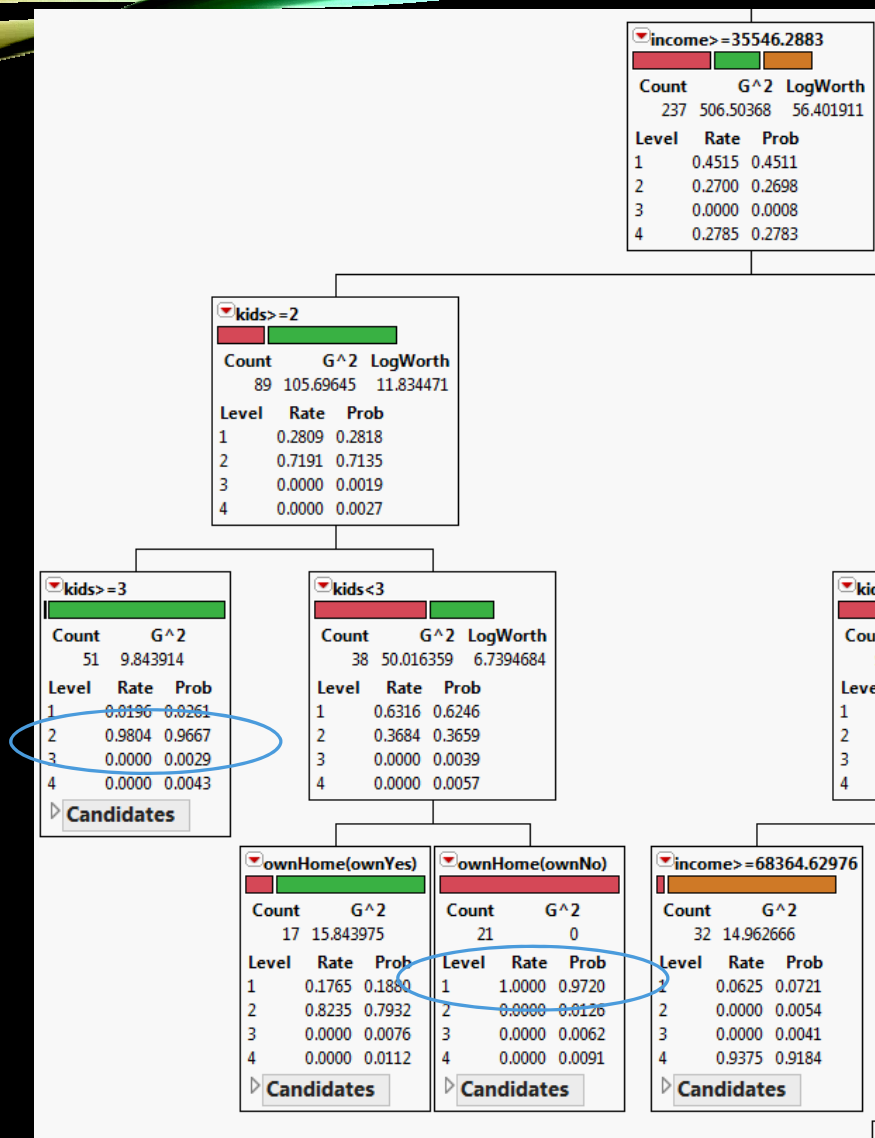 income>=35546.2883
Count G^2 LogWorth
237 506.50368 56.401911
Level Rate Prob
1 0.4515 0.4511
2 0.2700 0.2698
3 0.0000 0.0008
4 0.2785 0.2783
kids>=2
Count G^2 LogWorth
89 105.69645 11.834471
Level Rate Prob
1 0.2809 0.2818
2 0.7191 0.7135
3 0.0000 0.0019
4 0.0000 0.0027
kids>=3
Count G^2
51 9.843914
Level Rate Prob
1 0.0196 0.0261
2 0.9804 0.9667
3 0.0000 0.0029
4 0.0000 0.0043
Candidates
kids<3
Count G^2 LogWorth
38 50.016359 6.7394684
Level Rate Prob
1 0.6316 0.6246
2 0.3684 0.3659
3 0.0000 0.0039
4 0.0000 0.0057
kid
Cou
Leve
1
2
3
4
ownHome(ownYes)
Count G^2
17 15.843975
Level Rate Prob
1 0.1765 0.1880
2 0.8235 0.7932
3 0.0000 0.0076
4 0.0000 0.0112
Candidates
ownHome(ownNo)
Count G^2
21 0
Level Rate Prob
1 1.0000 0.9720
2 0.0000 0.0126
3 0.0000 0.0062
4 0.0000 0.0091
Candidates
income>=68364.62976
Count G^2
32 14.962666
Level Rate Prob
1 0.0625 0.0721
2 0.0000 0.0054
3 0.0000 0.0041
4 0.9375 0.9184
Candidates